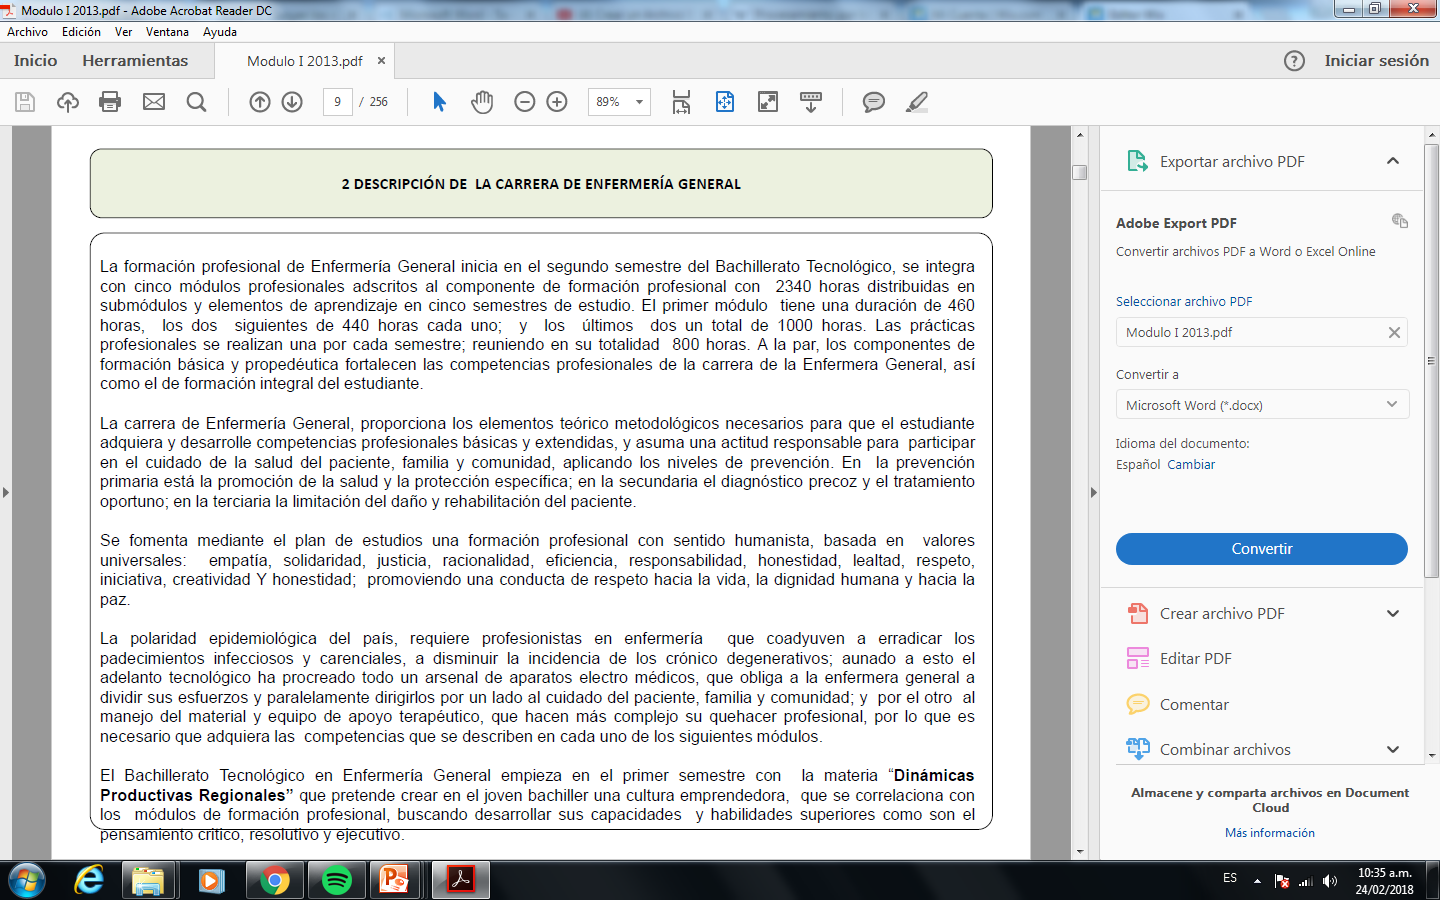 Modulo I 2013.pdf - Adobe Acrobat Reader DC
Archivo Edición Ver Ventana Ayuda
Inicio Herramientas Modulo I 2013.pdf × ? Iniciar sesión
9 / 256 89%
2 DESCRIPCIÓN DE LA CARRERA DE ENFERMERÍA GENERAL
La formación profesional de Enfermería General inicia en el segundo semestre del Bachillerato Tecnológico, se integra
con cinco módulos profesionales adscritos al componente de formación profesional con 2340 horas distribuidas en
submódulos y elementos de aprendizaje en cinco semestres de estudio. El primer módulo tiene una duración de 460
horas, los dos siguientes de 440 horas cada uno; y los últimos dos un total de 1000 horas. Las prácticas
profesionales se realizan una por cada semestre; reuniendo en su totalidad 800 horas. A la par, los componentes de
formación básica y propedéutica fortalecen las competencias profesionales de la carrera de la Enfermera General, así
como el de formación integral del estudiante.
La carrera de Enfermería General, proporciona los elementos teórico metodológicos necesarios para que el estudiante
adquiera y desarrolle competencias profesionales básicas y extendidas, y asuma una actitud responsable para participar
en el cuidado de la salud del paciente, familia y comunidad, aplicando los niveles de prevención. En la prevención
primaria está la promoción de la salud y la protección específica; en la secundaria el diagnóstico precoz y el tratamiento
oportuno; en la terciaria la limitación del daño y rehabilitación del paciente.
Se fomenta mediante el plan de estudios una formación profesional con sentido humanista, basada en valores
universales: empatía, solidaridad, justicia, racionalidad, eficiencia, responsabilidad, honestidad, lealtad, respeto,
iniciativa, creatividad Y honestidad; promoviendo una conducta de respeto hacia la vida, la dignidad humana y hacia la
paz.
La polaridad epidemiológica del país, requiere profesionistas en enfermería que coadyuven a erradicar los
padecimientos infecciosos y carenciales, a disminuir la incidencia de los crónico degenerativos; aunado a esto el
adelanto tecnológico ha procreado todo un arsenal de aparatos electro médicos, que obliga a la enfermera general a
dividir sus esfuerzos y paralelamente dirigirlos por un lado al cuidado del paciente, familia y comunidad; y por el otro al
manejo del material y equipo de apoyo terapéutico, que hacen más complejo su quehacer profesional, por lo que es
necesario que adquiera las competencias que se describen en cada uno de los siguientes módulos.
El Bachillerato Tecnológico en Enfermería General empieza en el primer semestre con la materia “Dinámicas
Productivas Regionales” que pretende crear en el joven bachiller una cultura emprendedora, que se correlaciona con
los módulos de formación profesional, buscando desarrollar sus capacidades y habilidades superiores como son el
pensamiento crítico, resolutivo y ejecutivo.
Exportar archivo PDF
Adobe Export PDF
Convertir archivos PDF a Word o Excel Online
Seleccionar archivo PDF
Modulo I 2013.pdf
Convertir a
Microsoft Word (*.docx)
Idioma del documento:
Español Cambiar
Convertir
Crear archivo PDF
Editar PDF
Comentar
Combinar archivos
Almacene y comparta archivos en Document
Cloud
Más información
ES
10:35 a.m.
24/02/2018